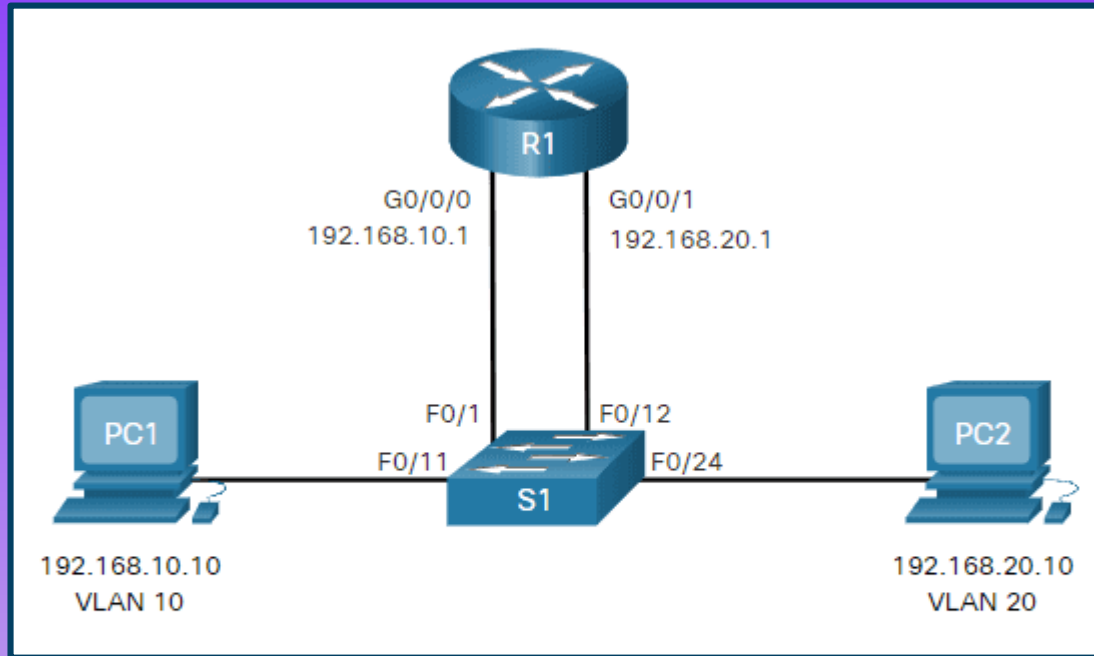 R1
G0/0/0
G0/0/1
192.168.10.1
192.168.20.1
F0/1
F0/12
PC1
PC2
F0/11
F0/24
S1
192.168.10.10
192.168.20.10
VLAN 10
VLAN 20